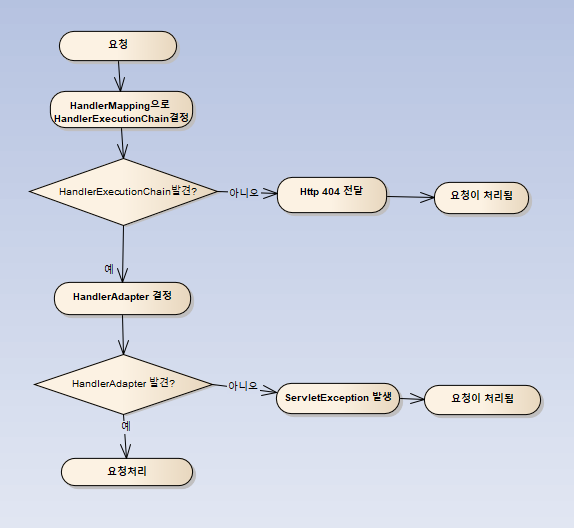 요청
HandlerMapping으로
HandlerExecutionChain결정
HandlerExecutionChain발견?
아니오
Http 404 전달
요청이 처리됨
예
HandlerAdapter 결정
HandlerAdapter 발견?
아니오
ServletException 발생
요청이 처리됨
예
요청처리